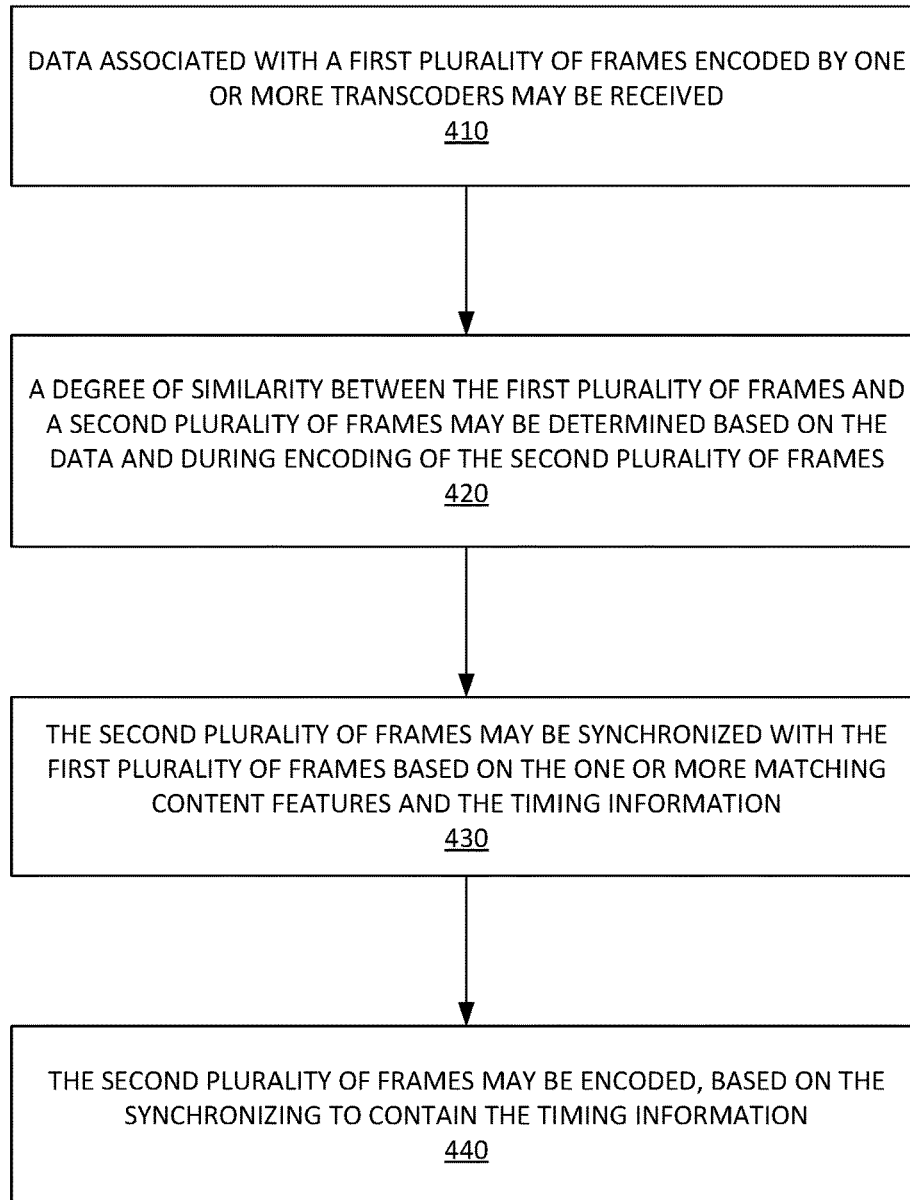 DATA ASSOCIATED WITH A FIRST PLURALITY OF FRAMES ENCODED BY ONE
OR MORE TRANSCODERS MAY BE RECEIVED
410
A DEGREE OF SIMILARITY BETWEEN THE FIRST PLURALITY OF FRAMES AND
A SECOND PLURALITY OF FRAMES MAY BE DETERMINED BASED ON THE
DATA AND DURING ENCODING OF THE SECOND PLURALITY OF FRAMES
420
THE SECOND PLURALITY OF FRAMES MAY BE SYNCHRONIZED WITH THE
FIRST PLURALITY OF FRAMES BASED ON THE ONE OR MORE MATCHING
CONTENT FEATURES AND THE TIMING INFORMATION
430
THE SECOND PLURALITY OF FRAMES MAY BE ENCODED, BASED ON THE
SYNCHRONIZING TO CONTAIN THE TIMING INFORMATION
440